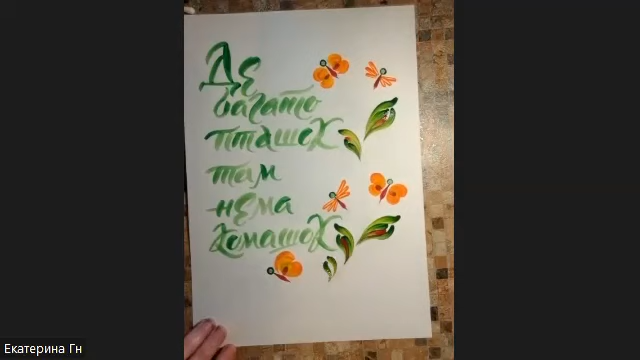 Де
багато
пташок
там
нема
комашок
Екатерина Гн